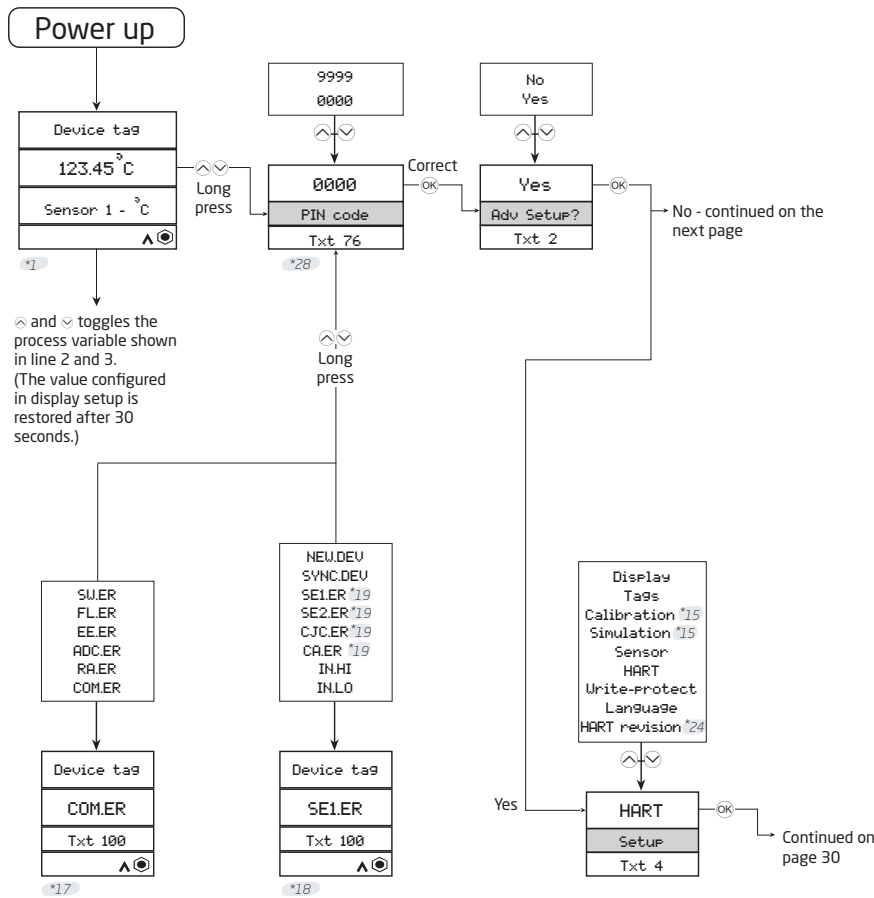 Power up
Device tag
123.45 °C
Sensor 1 - °C
*1
Long
press
9999
0000
0000
PIN code
Txt 76
*28
Correct
OK
No
Yes
Yes
Adv Setup?
Txt 2
OK
No - continued on the
next page
and toggles the
process variable shown
in line 2 and 3.
(The value configured
in display setup is
restored after 30
seconds.)
Long
press
SW.ER
FL.ER
EE.ER
ADC.ER
RA.ER
COM.ER
Device tag
COM.ER
Txt 100
*17
NEW.DEV
SYNC.DEV
SE1.ER *19
SE2.ER *19
CJC.ER *19
CA.ER *19
IN.HI
IN.LO
Device tag
SE1.ER
Txt 100
*18
Display
Tags
Calibration *15
Simulation *15
Sensor
HART
Write-protect
Language
HART revision *24
Yes
HART
Setup
Txt 4
OK
Continued on
page 30